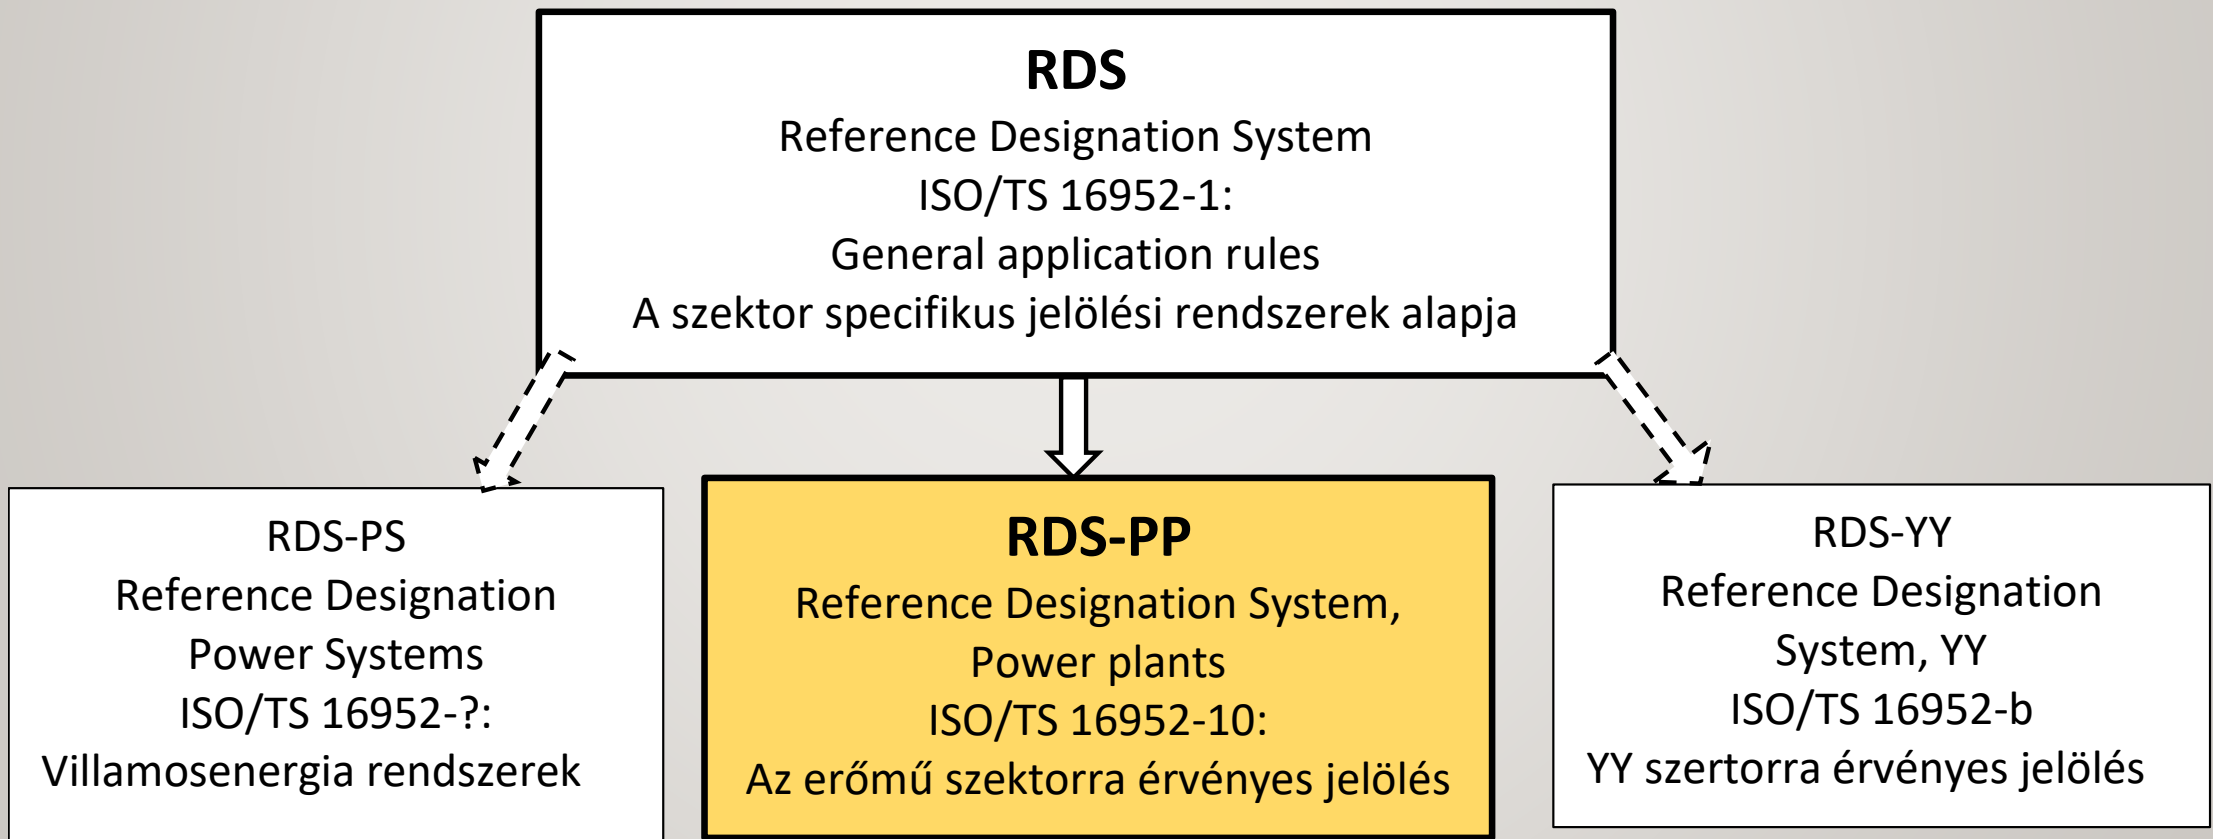 RDS
Reference Designation System
ISO/TS 16952-1:
General application rules
A szektor specifikus jelölési rendszerek alapja
RDS-PS
Reference Designation
Power Systems
ISO/TS 16952-?:
Villamosenergia rendszerek
RDS-PP
Reference Designation System,
Power plants
ISO/TS 16952-10:
Az erőmű szektorra érvényes jelölés
RDS-YY
Reference Designation
System, YY
ISO/TS 16952-b
YY szertorra érvényes jelölés